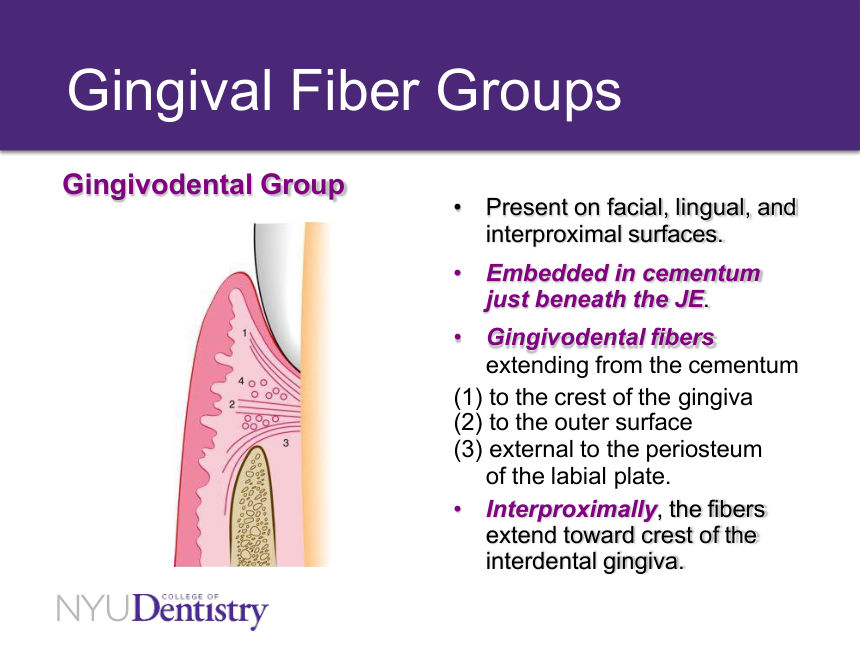 Gingival Fiber Groups
Gingivodental Group
• Present on facial, lingual, and
interproximal surfaces.
• Embedded in cementum
just beneath the JE.
• Gingivodental fibers
extending from the cementum
(1) to the crest of the gingiva
(2) to the outer surface
(3) external to the periosteum
of the labial plate.
• Interproximally, the fibers
extend toward crest of the
interdental gingiva.
1
4
2
3
NYU COLLEGE OF Dentistry